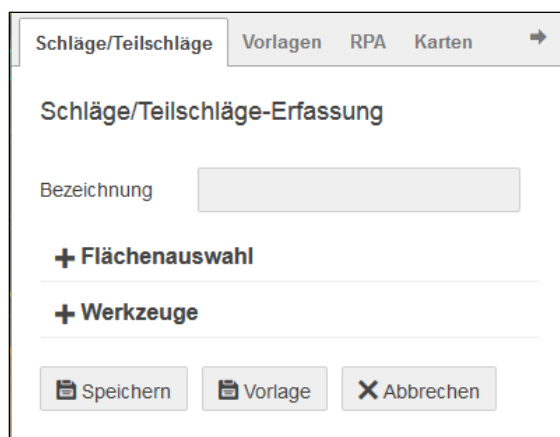 Schläge/Teilschläge Vorlagen RPA Karten
Schläge/Teilschläge-Erfassung
Bezeichnung
Flächenauswahl
Werkzeuge
Speichern Vorlage Abbrechen